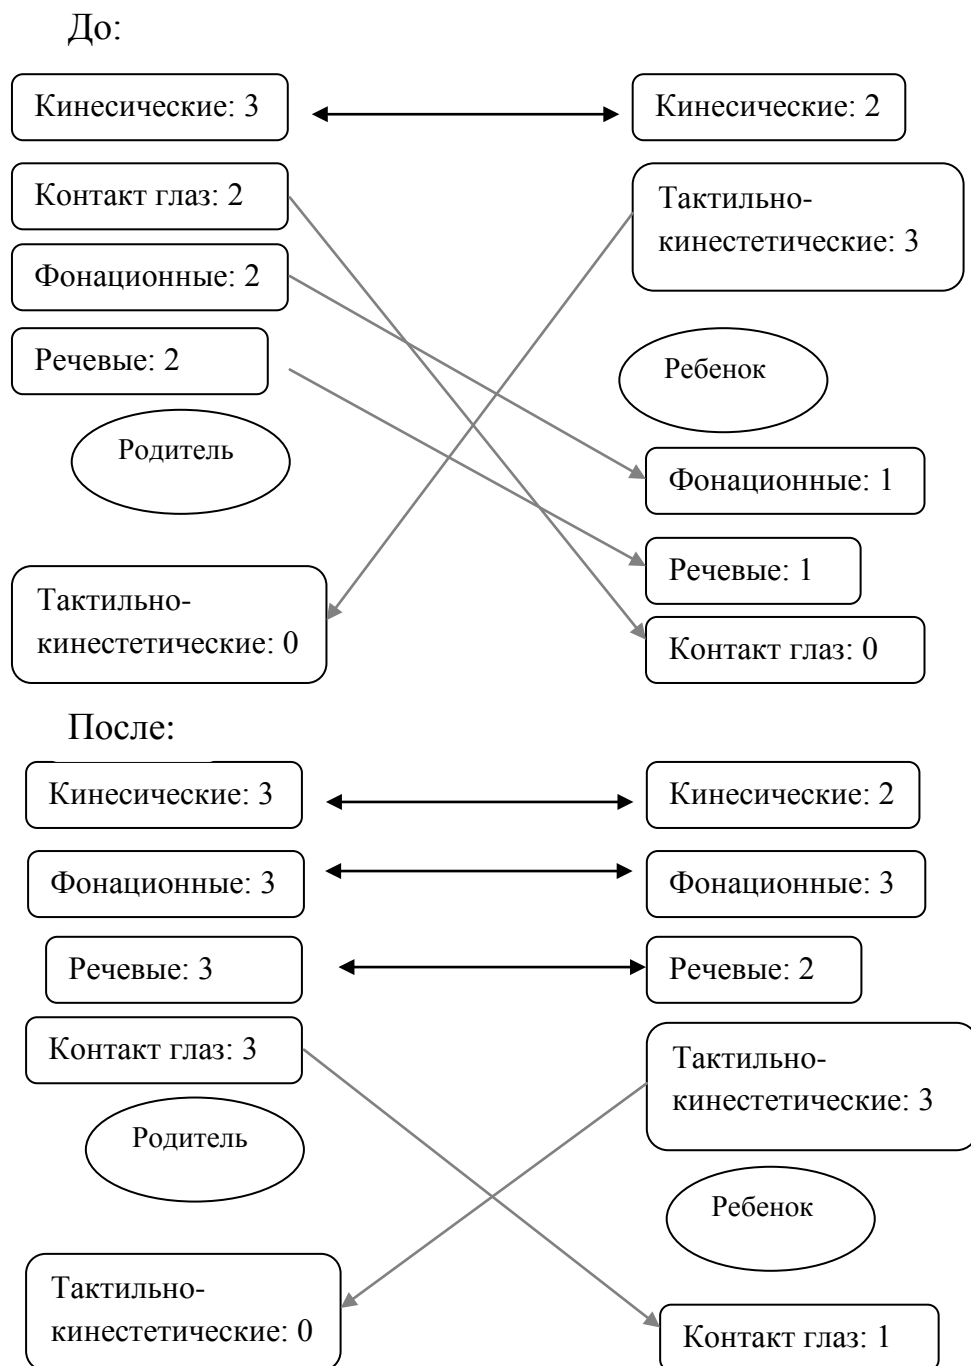 До:
Кинесические: 3
Кинесические: 2
Контакт глаз: 2
Тактильно-
кинестетические: 3
Фонационные: 2
Речевые: 2
Ребенок
Родитель
Фонационные: 1
Речевые: 1
Тактильно-
кинестетические: 0
Контакт глаз: 0
После:
Кинесические: 3
Кинесические: 2
Фонационные: 3
Фонационные: 3
Речевые: 3
Речевые: 2
Контакт глаз: 3
Тактильно-
кинестетические: 3
Родитель
Ребенок
Тактильно-
кинестетические: 0
Контакт глаз: 1